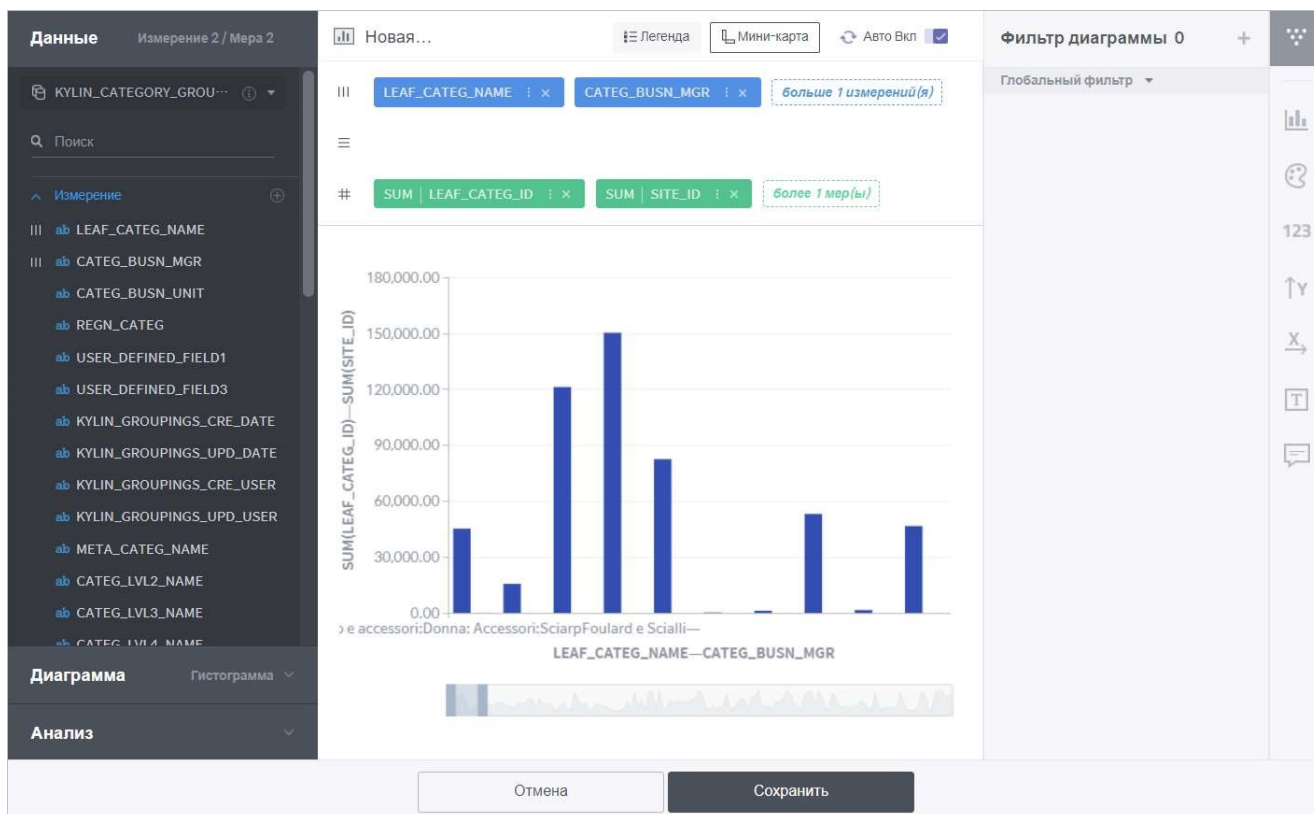 Данные Измерение 2 / Мера 2
KYLIN_CATEGORY_GROU···
Поиск
Измерение
ab LEAF_CATEG_NAME
ab CATEG_BUSN_MGR
ab CATEG_BUSN_UNIT
ab REGN_CATEG
ab USER_DEFINED_FIELD1
ab USER_DEFINED_FIELD3
ab KYLIN_GROUPINGS_CRE_DATE
ab KYLIN_GROUPINGS_UPD_DATE
ab KYLIN_GROUPINGS_CRE_USER
ab KYLIN_GROUPINGS_UPD_USER
ab META_CATEG_NAME
ab CATEG_LVL2_NAME
ab CATEG_LVL3_NAME
ab CATEG_LVL4_NAME
Диаграмма Гистограмма
Анализ
Новая... Легенда Мини-карта Авто Вкл
LEAF_CATEG_NAME CATEG_BUSN_MGR больше 1 измерений(я)
# SUM | LEAF_CATEG_ID SUM | SITE_ID более 1 мер(ы)
SUM(LEAF_CATEG_ID)—SUM(SITE_ID)
180,000.00
150,000.00
120,000.00
90,000.00
60,000.00
30,000.00
0.00
o e accessori:Donna: Accessori:SciarpFoulard e Scialli—
LEAF_CATEG_NAME—CATEG_BUSN_MGR
Фильтр диаграммы 0 +
Глобальный фильтр
123
Y
X
T
Отмена Сохранить